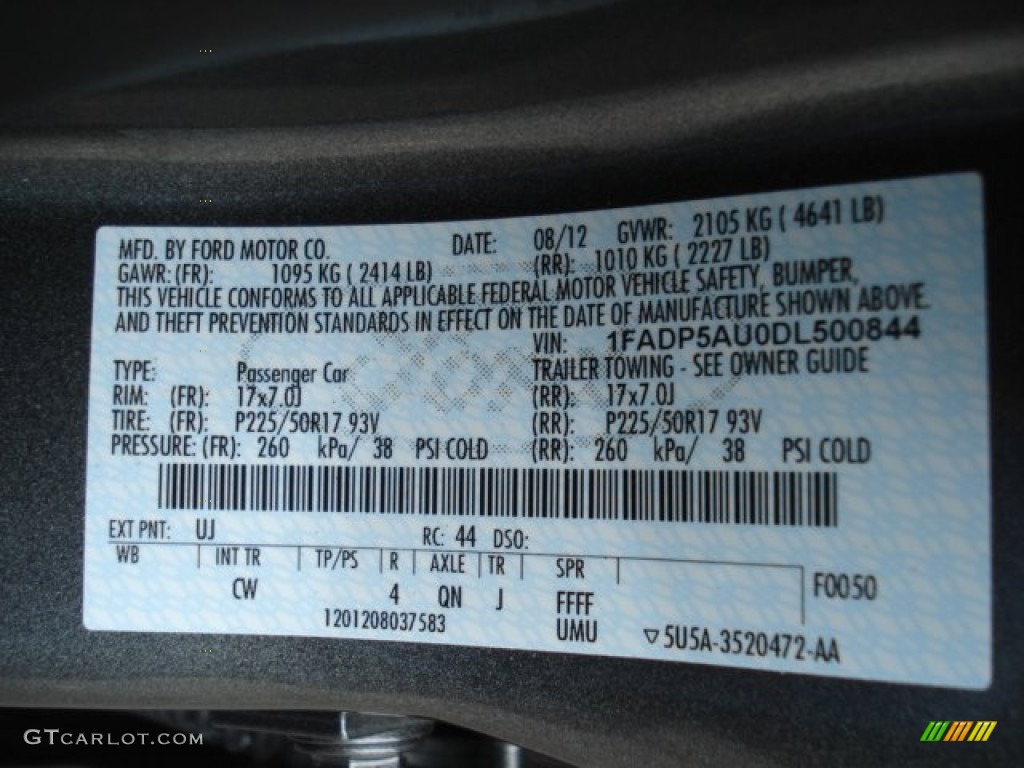 MFD. BY FORD MOTOR CO. DATE: 08/12 GVWR: 2105 KG ( 4641 LB)
GAWR: (FR): 1095 KG ( 2414 LB) (RR): 1010 KG ( 2227 LB)
THIS VEHICLE CONFORMS TO ALL APPLICABLE FEDERAL MOTOR VEHICLE SAFETY, BUMPER,
AND THEFT PREVENTION STANDARDS IN EFFECT ON THE DATE OF MANUFACTURE SHOWN ABOVE.
VIN: 1FADP5AU0DL500844
TYPE: Passenger Car TRAILER TOWING - SEE OWNER GUIDE
RIM: (FR): 17x7.0J (RR): 17x7.0J
TIRE: (FR): P225/50R17 93V (RR): P225/50R17 93V
PRESSURE: (FR): 260 kPa/ 38 PSI COLD (RR): 260 kPa/ 38 PSI COLD
EXT PNT: UJ RC: 44 DSO:
WB INT TR TP/PS R AXLE TR SPR F0050
CW 4 QN J FFFF
1201208037583 UMU ▽5U5A-3520472-AA
GTCARLOT.COM